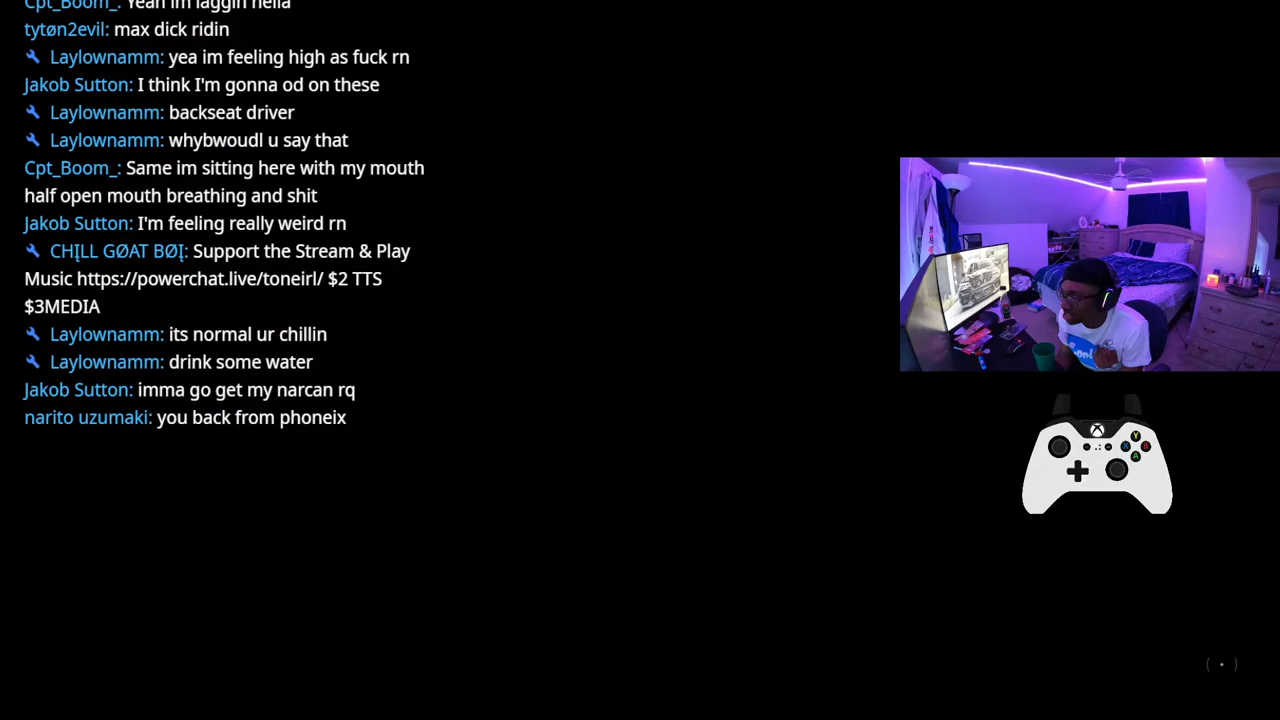 Cpt_Boom_: Yeah im laggin hella
tytøn2evil: max dick ridin
Laylownamm: yea im feeling high as fuck rn
Jakob Sutton: I think I'm gonna od on these
Laylownamm: backseat driver
Laylownamm: whybwoudl u say that
Cpt_Boom_: Same im sitting here with my mouth
half open mouth breathing and shit
Jakob Sutton: I'm feeling really weird rn
CHĮLL GØAT BØĮ: Support the Stream & Play
Music https://powerchat.live/toneirl/ $2 TTS
$3MEDIA
Laylownamm: its normal ur chillin
Laylownamm: drink some water
Jakob Sutton: imma go get my narcan rq
narito uzumaki: you back from phoneix
Y
X
B
A